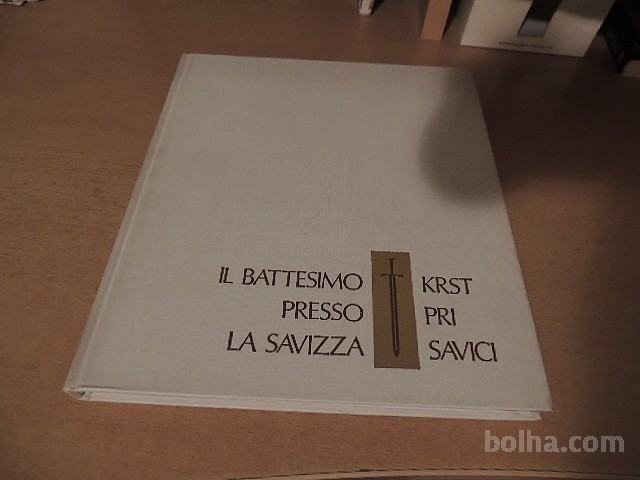 IL BATTESIMO
PRESSO
LA SAVIZZA
KRST
PRI
SAVICI
bolha.com